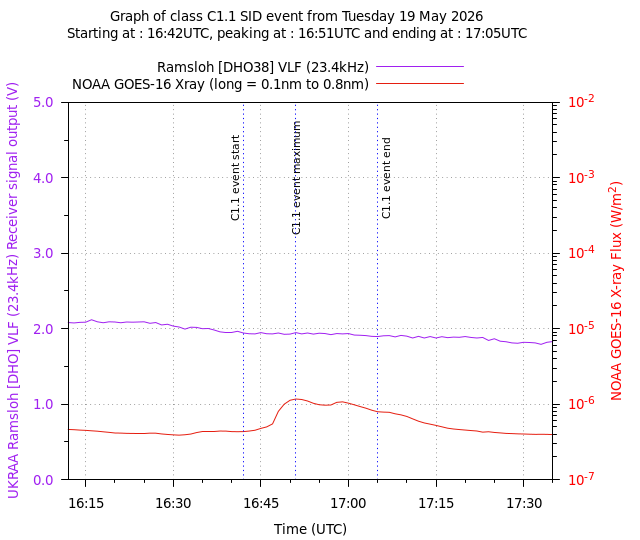 Graph of class C1.1 SID event from Tuesday 19 May 2026
Starting at : 16:42UTC, peaking at : 16:51UTC and ending at : 17:05UTC
Ramsloh [DHO38] VLF (23.4kHz)
NOAA GOES-16 Xray (long = 0.1nm to 0.8nm)
UKRAA Ramsloh [DHO] VLF (23.4kHz) Receiver signal output (V)
5.0
4.0
3.0
2.0
1.0
0.0
C1.1 event start
C1.1 event maximum
C1.1 event end
10-2
10-3
10-4
10-5
10-6
10-7
NOAA GOES-16 X-ray Flux (W/m2)
16:15 16:30 16:45 17:00 17:15 17:30
Time (UTC)